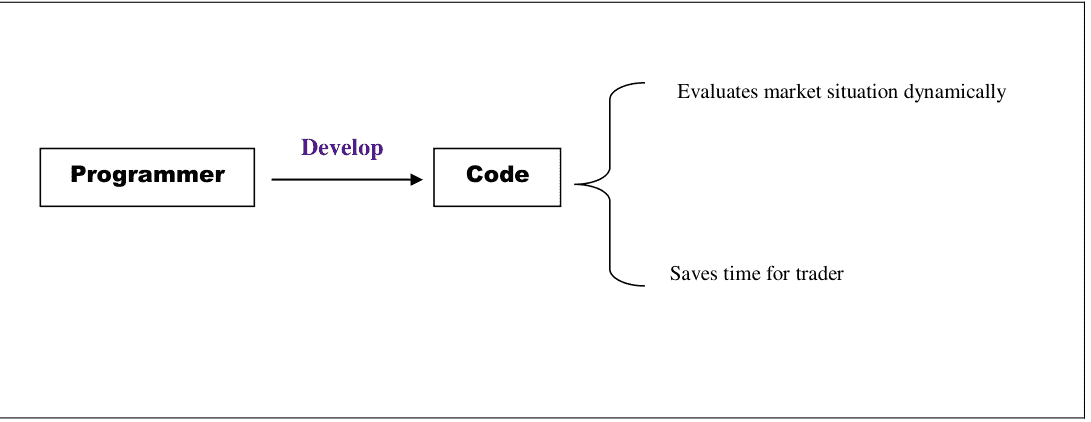 Evaluates market situation dynamically
Develop
Programmer
Code
Saves time for trader